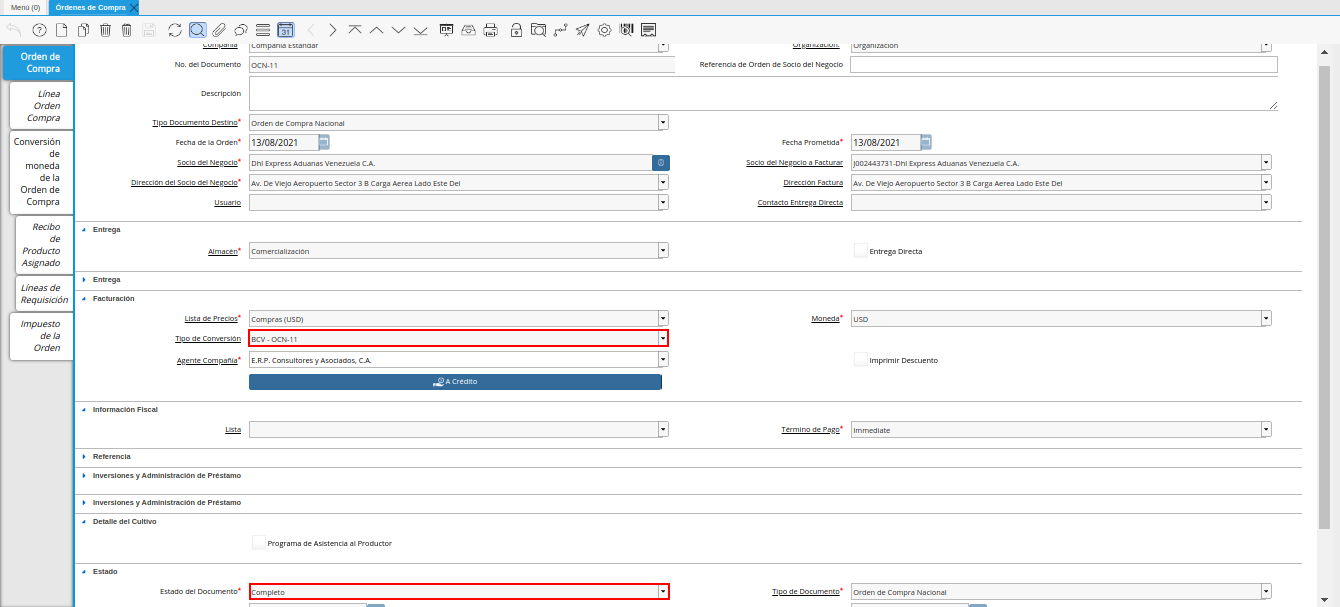 Menú (0)
Órdenes de Compra
31
Orden de
Compra
Línea
Orden
Compra
Conversión
de
moneda
de la
Orden de
Compra
Recibo
de
Producto
Asignado
Líneas de
Requisición
Impuesto
de la
Orden
Compañía Compañía Estándar Organización Organización
No. del Documento OCN-11 Referencia de Orden de Socio del Negocio
Descripción
Tipo Documento Destino* Orden de Compra Nacional
Fecha de la Orden* 13/08/2021 Fecha Prometida* 13/08/2021
Socio del Negocio* Dhl Express Aduanas Venezuela C.A. Socio del Negocio a Facturar J002443731-Dhl Express Aduanas Venezuela C.A.
Dirección del Socio del Negocio* Av. De Viejo Aeropuerto Sector 3 B Carga Aerea Lado Este Del Dirección Factura Av. De Viejo Aeropuerto Sector 3 B Carga Aerea Lado Este Del
Usuario Contacto Entrega Directa
Entrega
Almacén* Comercialización Entrega Directa
Entrega
Facturación
Lista de Precios* Compras (USD) Moneda* USD
Tipo de Conversión BCV - OCN-11
Agente Compañía* E.R.P. Consultores y Asociados, C.A. Imprimir Descuento
A Crédito
Información Fiscal
Lista Término de Pago* Immediate
Referencia
Inversiones y Administración de Préstamo
Inversiones y Administración de Préstamo
Detalle del Cultivo
Programa de Asistencia al Productor
Estado
Estado del Documento* Completo Tipo de Documento* Orden de Compra Nacional